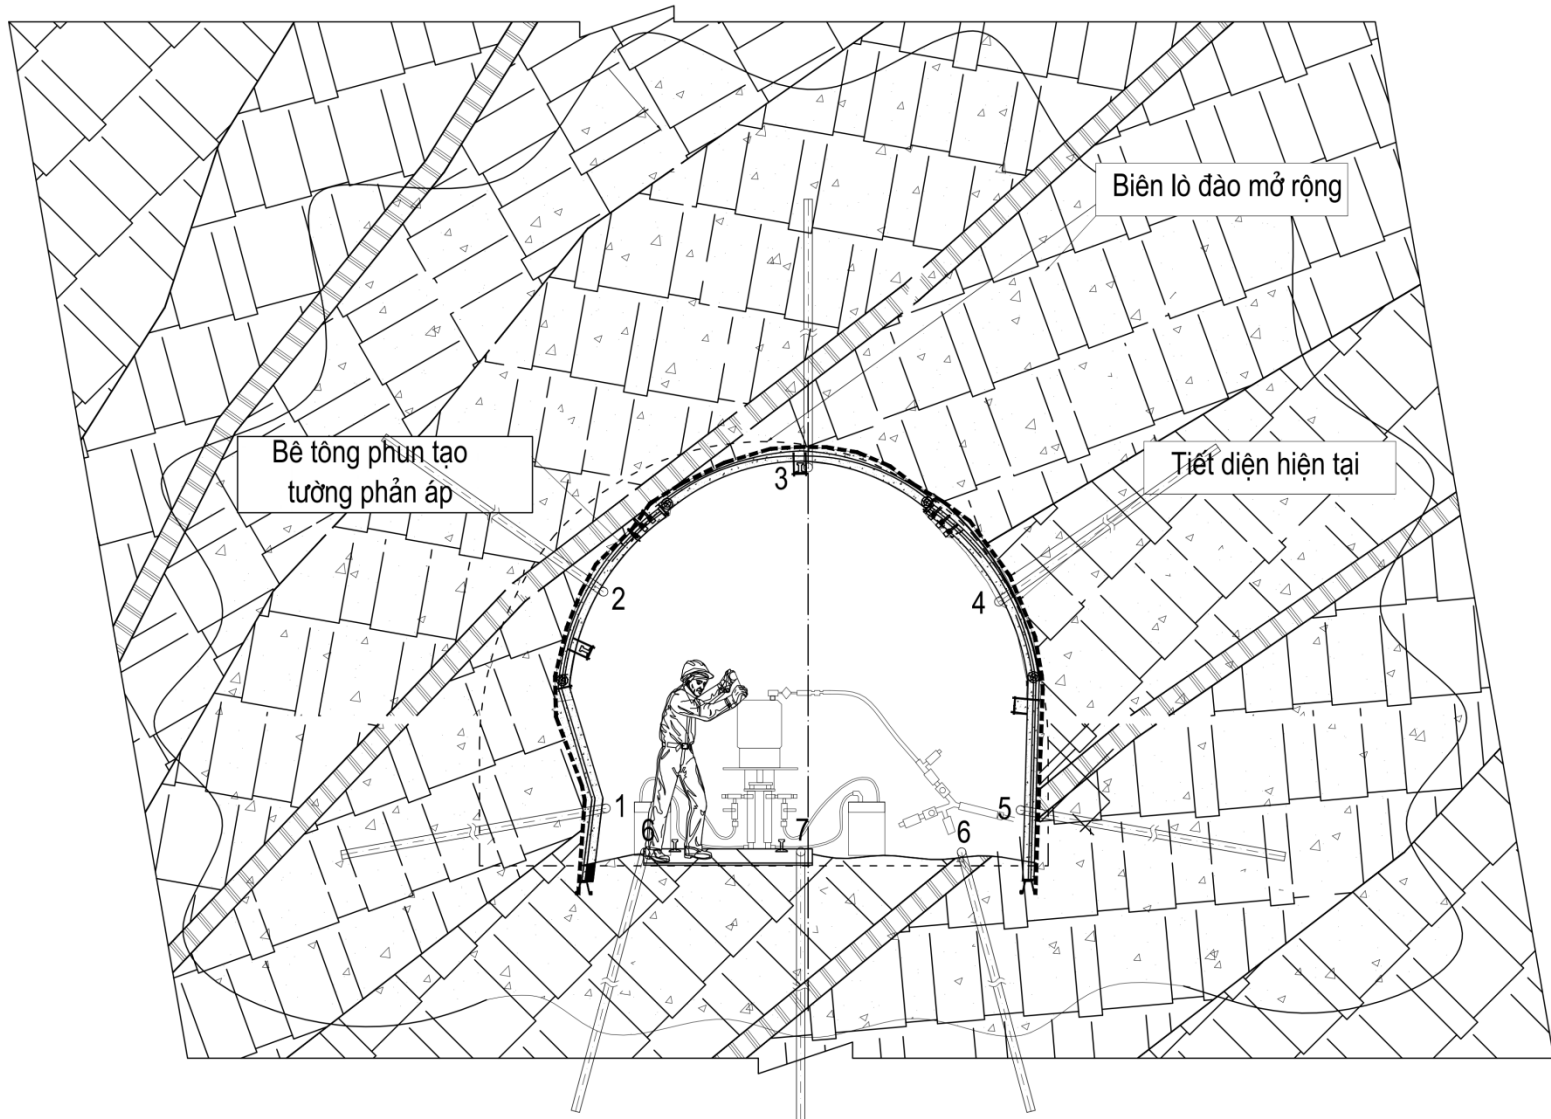 Biên lò đào mở rộng
Bê tông phun tạo
tường phản áp
Tiết diện hiện tại
3
2
4
1
5
6
7
6